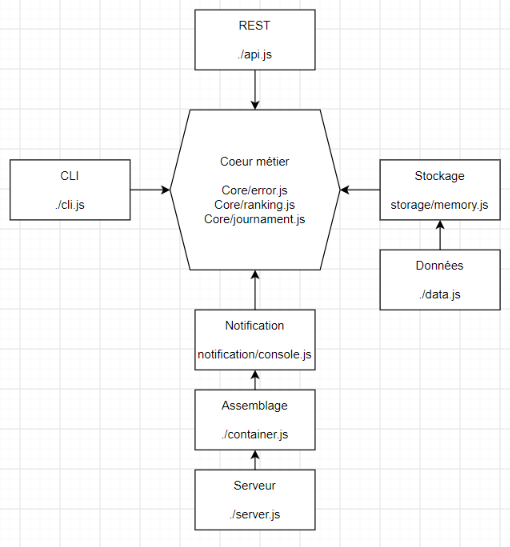 REST
./api.js
CLI
./cli.js
Coeur métier
Core/error.js
Core/ranking.js
Core/journament.js
Stockage
storage/memory.js
Données
./data.js
Notification
notification/console.js
Assemblage
./container.js
Serveur
./server.js